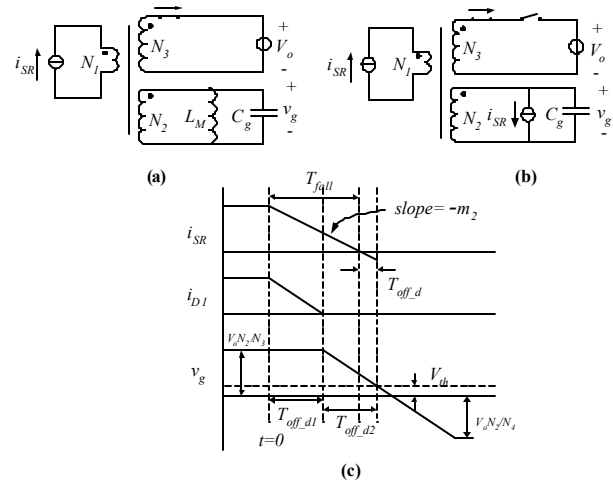 i_SR N_1 N_3 + V_o -
N_2 L_M C_g + v_g -
(a)
i_SR N_1 N_3 + V_o -
N_2 i_SR C_g + v_g -
(b)
T_fall
slope= -m_2
i_SR
T_off_d
i_D1
V_oN_2/N_3
v_g
V_th
T_off_d1 T_off_d2
V_oN_2/N_4
t=0
(c)